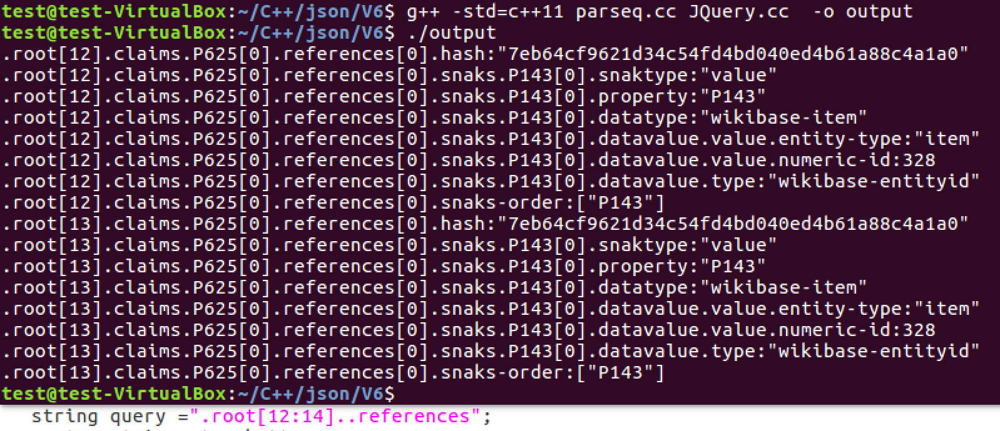 test@test-VirtualBox:~/C++/json/V6$ g++ -std=c++11 parseq.cc JQuery.cc  -o output
test@test-VirtualBox:~/C++/json/V6$ ./output
.root[12].claims.P625[0].references[0].hash:"7eb64cf9621d34c54fd4bd040ed4b61a88c4a1a0"
.root[12].claims.P625[0].references[0].snaks.P143[0].snaktype:"value"
.root[12].claims.P625[0].references[0].snaks.P143[0].property:"P143"
.root[12].claims.P625[0].references[0].snaks.P143[0].datatype:"wikibase-item"
.root[12].claims.P625[0].references[0].snaks.P143[0].datavalue.value.entity-type:"item"
.root[12].claims.P625[0].references[0].snaks.P143[0].datavalue.value.numeric-id:328
.root[12].claims.P625[0].references[0].snaks.P143[0].datavalue.type:"wikibase-entityid"
.root[12].claims.P625[0].references[0].snaks-order:["P143"]
.root[13].claims.P625[0].references[0].hash:"7eb64cf9621d34c54fd4bd040ed4b61a88c4a1a0"
.root[13].claims.P625[0].references[0].snaks.P143[0].snaktype:"value"
.root[13].claims.P625[0].references[0].snaks.P143[0].property:"P143"
.root[13].claims.P625[0].references[0].snaks.P143[0].datatype:"wikibase-item"
.root[13].claims.P625[0].references[0].snaks.P143[0].datavalue.value.entity-type:"item"
.root[13].claims.P625[0].references[0].snaks.P143[0].datavalue.value.numeric-id:328
.root[13].claims.P625[0].references[0].snaks.P143[0].datavalue.type:"wikibase-entityid"
.root[13].claims.P625[0].references[0].snaks-order:["P143"]
test@test-VirtualBox:~/C++/json/V6$
string query =".root[12:14]..references";